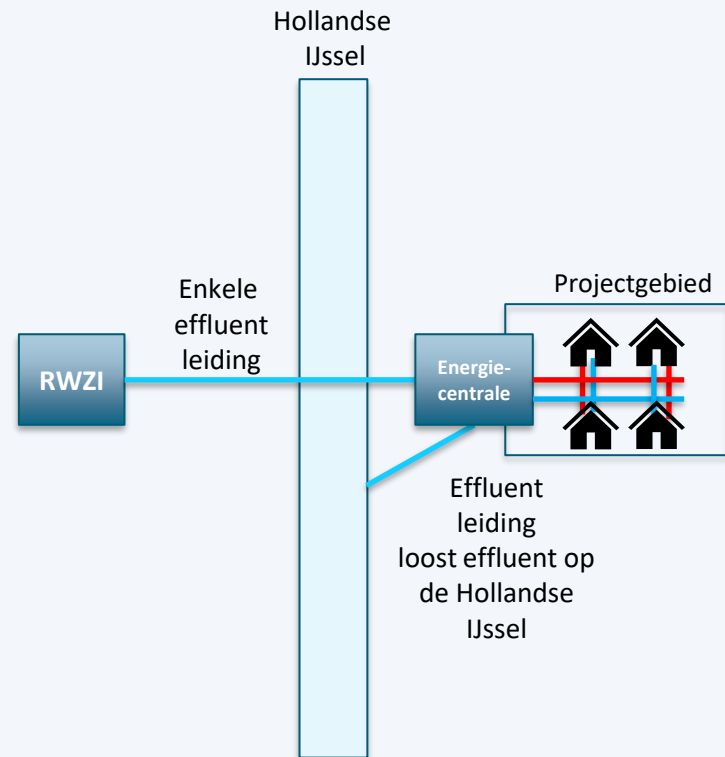 Hollandse
IJssel
Enkele
effluent
leiding
Projectgebied
RWZI
Energie-
centrale
Effluent
leiding
loost effluent op
de Hollandse
IJssel